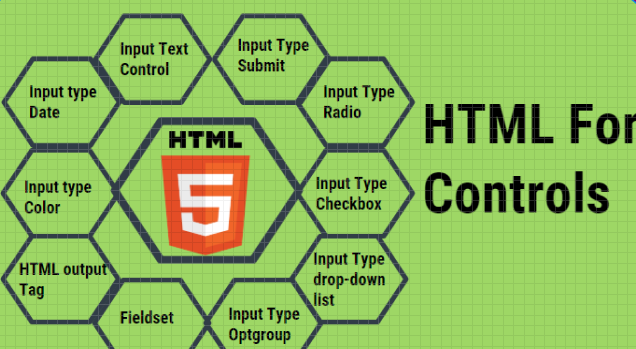 Input Text
Control
Input Type
Submit
Input type
Date
Input Type
Radio
HTML
5
HTML For
Controls
Input type
Color
Input Type
Checkbox
HTML output
Tag
Input Type
drop-down
list
Fieldset
Input Type
Optgroup